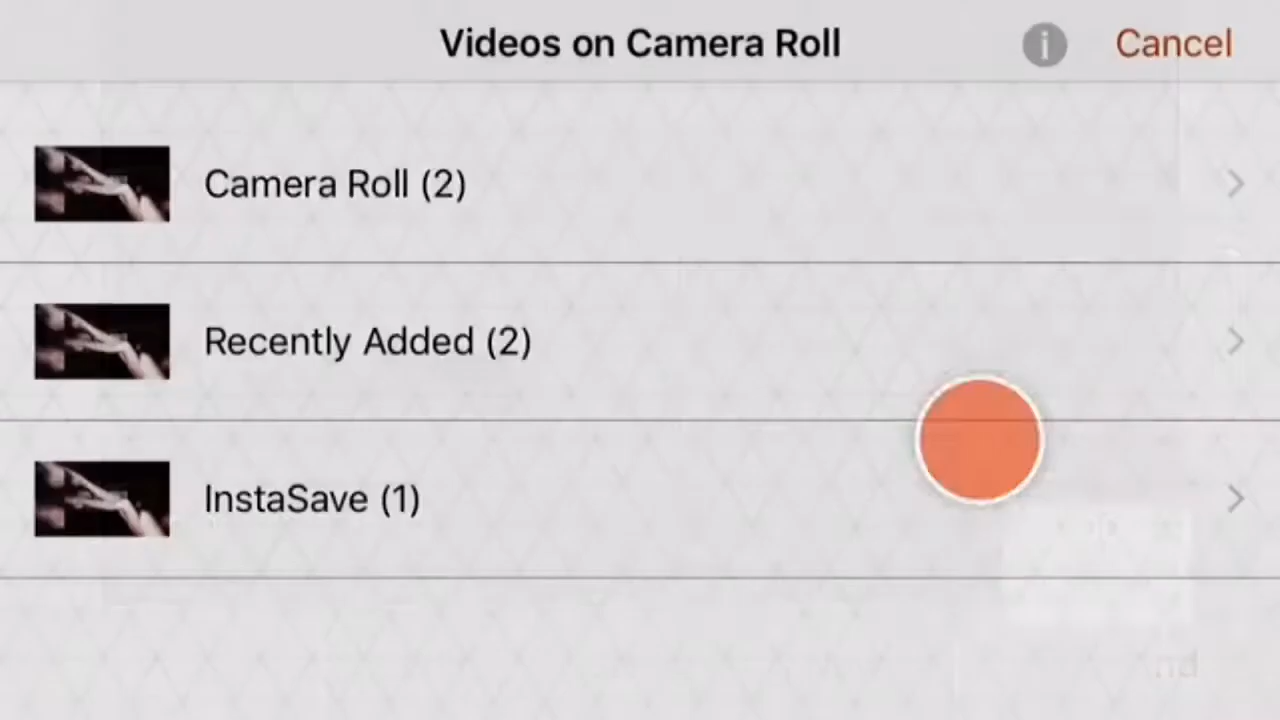 Videos on Camera Roll
i
Cancel
Camera Roll (2)
Recently Added (2)
InstaSave (1)